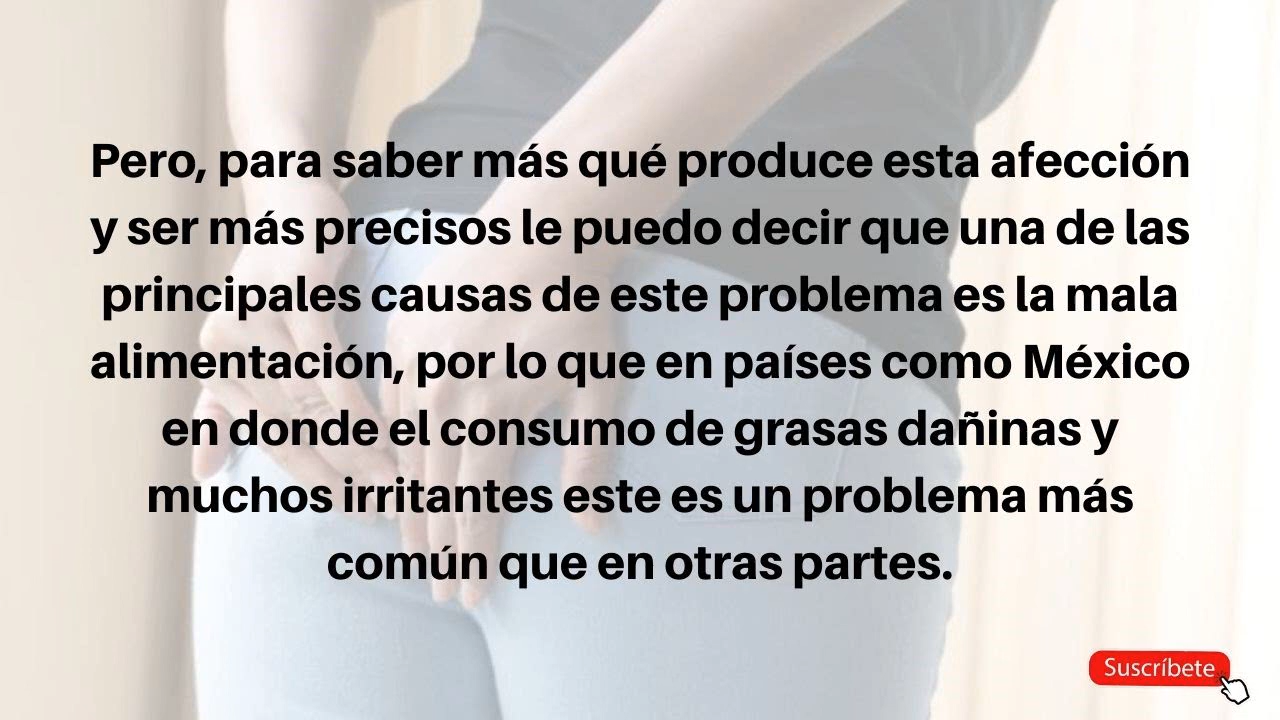 Pero, para saber más qué produce esta afección
y ser más precisos le puedo decir que una de las
principales causas de este problema es la mala
alimentación, por lo que en países como México
en donde el consumo de grasas dañinas y
muchos irritantes este es un problema más
común que en otras partes.
Suscríbete